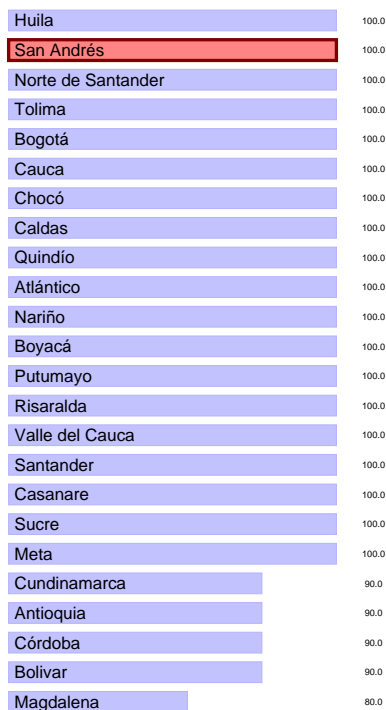 Huila 100.0
San Andrés 100.0
Norte de Santander 100.0
Tolima 100.0
Bogotá 100.0
Cauca 100.0
Chocó 100.0
Caldas 100.0
Quindío 100.0
Atlántico 100.0
Nariño 100.0
Boyacá 100.0
Putumayo 100.0
Risaralda 100.0
Valle del Cauca 100.0
Santander 100.0
Casanare 100.0
Sucre 100.0
Meta 100.0
Cundinamarca 90.0
Antioquia 90.0
Córdoba 90.0
Bolivar 90.0
Magdalena 80.0